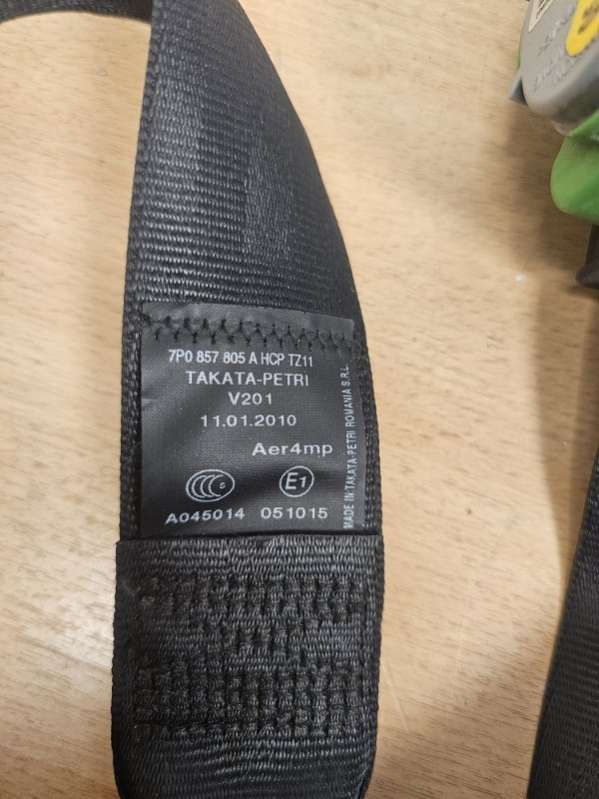 7P0 857 805 A HCP TZ11
TAKATA-PETRI
V201
11.01.2010
Aer4mp
CCC S E1
A045014 051015
MADE IN:TAKATA-PETRI ROMANIA S.R.L.